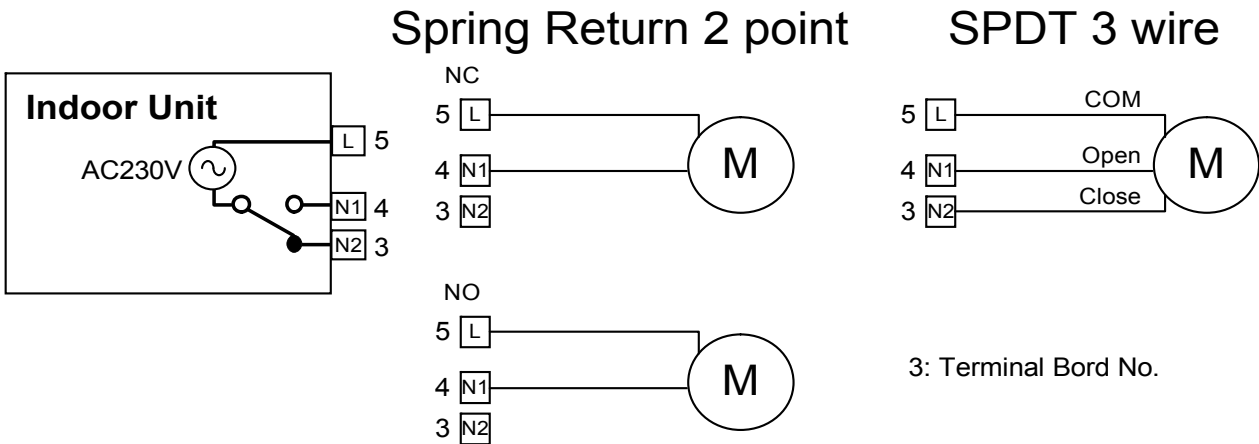 Spring Return 2 point
SPDT 3 wire
Indoor Unit
AC230V
L 5
N1 4
N2 3
NC
5 L
4 N1
3 N2
M
NO
5 L
4 N1
3 N2
M
5 L COM
4 N1 Open
3 N2 Close
M
3: Terminal Bord No.